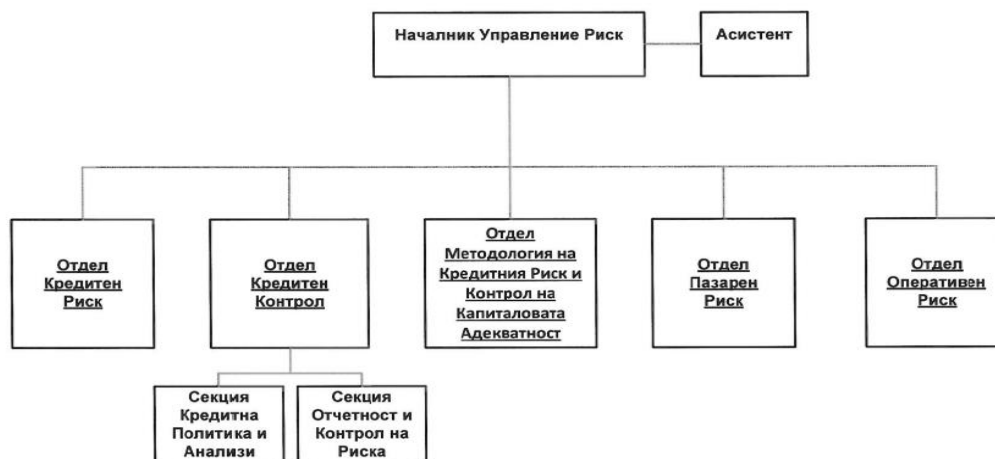 Началник Управление Риск
Асистент
Отдел
Кредитен
Риск
Отдел
Кредитен
Контрол
Отдел
Методология на
Кредитния Риск и
Контрол на
Капиталовата
Адекватност
Отдел
Пазарен
Риск
Отдел
Оперативен
Риск
Секция
Кредитна
Политика и
Анализи
Секция
Отчетност и
Контрол на
Риска